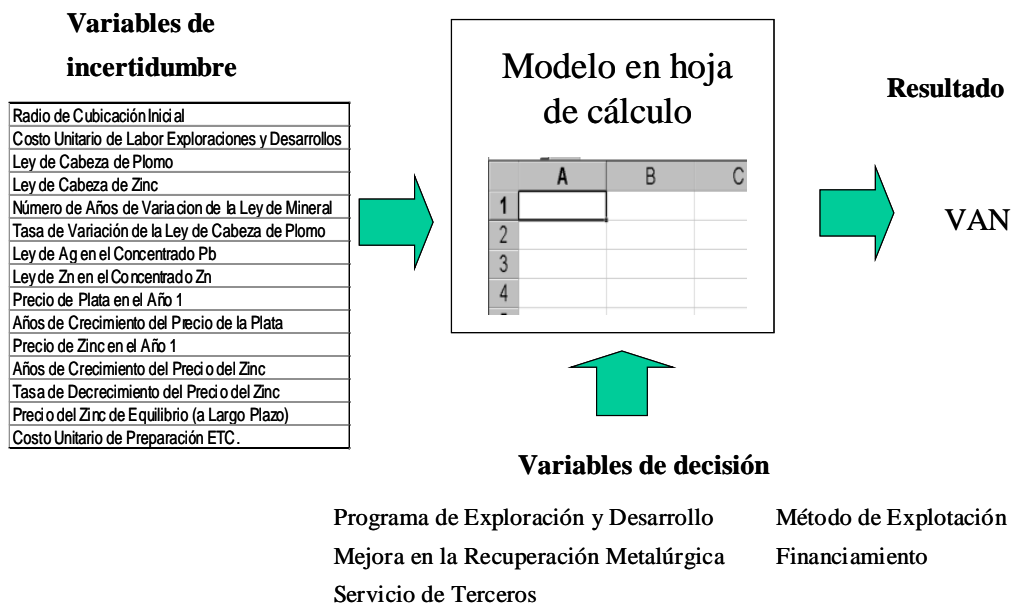 Variables de
incertidumbre
Radio de Cubicación Inicial
Costo Unitario de Labor Exploraciones y Desarrollos
Ley de Cabeza de Plomo
Ley de Cabeza de Zinc
Número de Años de Variacion de la Ley de Mineral
Tasa de Variación de la Ley de Cabeza de Plomo
Ley de Ag en el Concentrado Pb
Ley de Zn en el Concentrado Zn
Precio de Plata en el Año 1
Años de Crecimiento del Precio de la Plata
Precio de Zinc en el Año 1
Años de Crecimiento del Precio del Zinc
Tasa de Decrecimiento del Precio del Zinc
Precio del Zinc de Equilibrio (a Largo Plazo)
Costo Unitario de Preparación ETC.
Modelo en hoja
de cálculo
A B C
1
2
3
4
Resultado
VAN
Variables de decisión
Programa de Exploración y Desarrollo
Mejora en la Recuperación Metalúrgica
Servicio de Terceros
Método de Explotación
Financiamiento